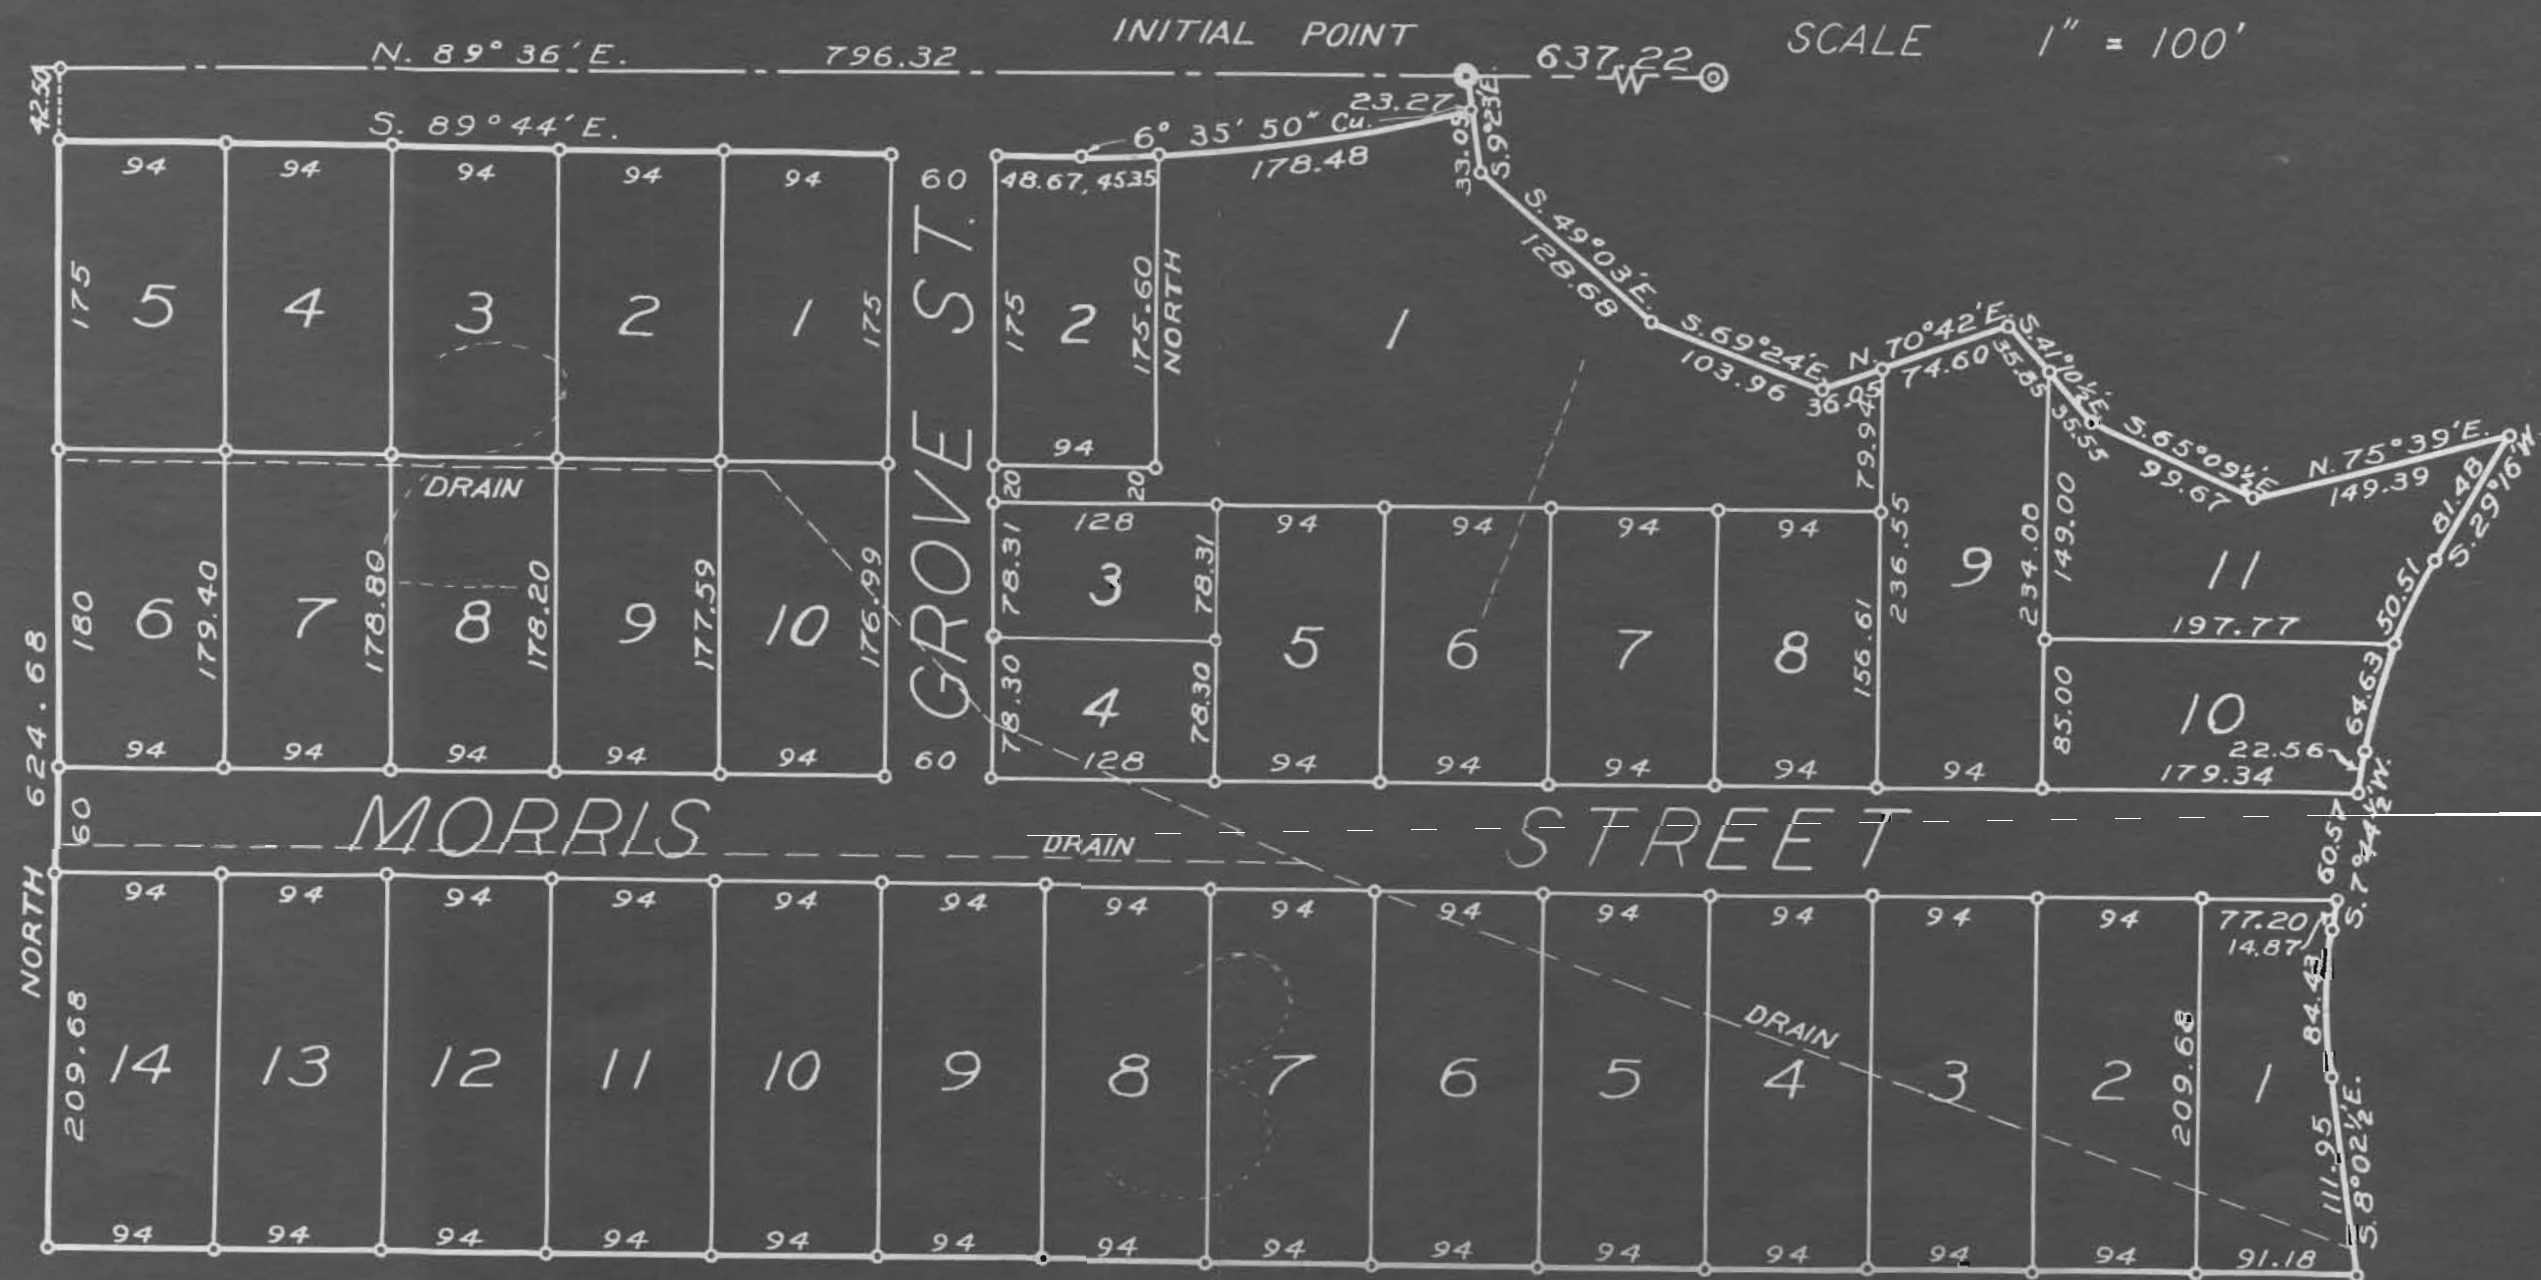 INITIAL POINT
SCALE 1" = 100'
N. 89° 36' E. 796.32
637.22
W
42.50
S. 89° 44' E.
23.27
6° 35' 50" Cu.
178.48
33.09
S. 9° 23' E.
94 94 94 94 94
60
48.67, 45.35
175
5 4 3 2 1
175
GROVE ST.
175
2
175.60
NORTH
1
S. 49° 03' E.
128.68
S. 69° 24' E.
103.96
N. 70° 42' E.
36.05
74.60
S. 41° 10½' E.
35.85
35.55
S. 65° 09½' E.
99.67
N. 75° 39' E.
149.39
81.48
S. 29° 16' W.
94
20
20
79.94
DRAIN
128
94 94 94 94
78.31
3
78.31
236.55
9
234.00
149.00
11
197.77
50.51
180
6
179.40
7
178.80
8
178.20
9
177.59
10
176.99
78.30
4
78.30
5 6 7 8
156.61
85.00
10
64.63
22.56
94 94 94 94 94
60
128
94 94 94 94
94
179.34
NORTH 624.68
60
MORRIS STREET
DRAIN
60.57
S. 7° 44½' W.
94 94 94 94 94 94 94 94 94 94 94 94 94
77.20
14.87
84.43
209.68
14 13 12 11 10 9 8 7 6 5 4 3 2
209.68
1
DRAIN
111.95
S. 8° 02½' E.
94 94 94 94 94 94 94 94 94 94 94 94 94
91.18